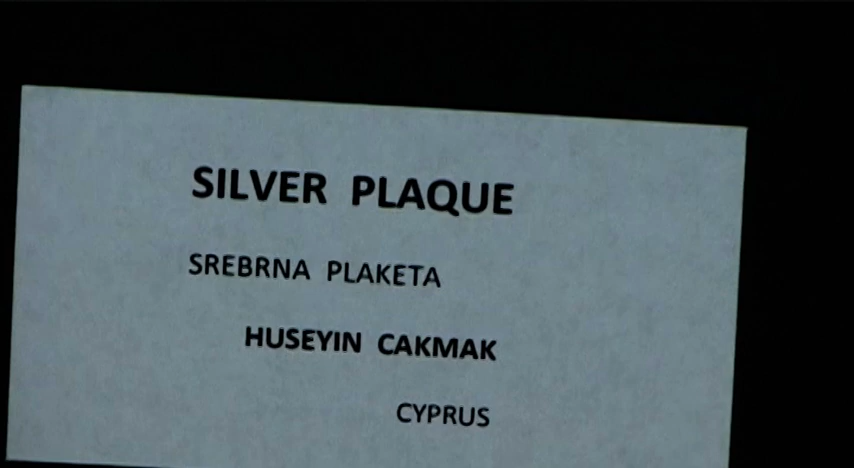 SILVER PLAQUE
SREBRNA PLAKETA
HUSEYIN CAKMAK
CYPRUS